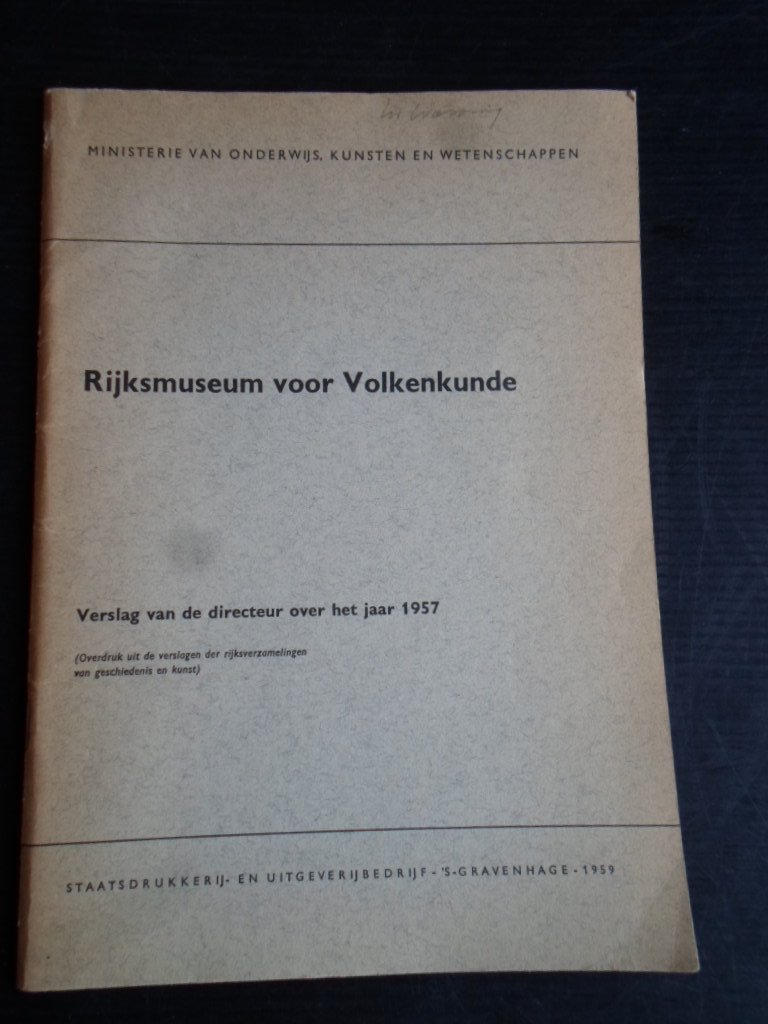 MINISTERIE VAN ONDERWIJS, KUNSTEN EN WETENSCHAPPEN
Rijksmuseum voor Volkenkunde
Verslag van de directeur over het jaar 1957
(Overdruk uit de verslagen der rijksverzamelingen
van geschiedenis en kunst)
STAATSDRUKKERIJ- EN UITGEVERIJBEDRIJF - 'S-GRAVENHAGE - 1959